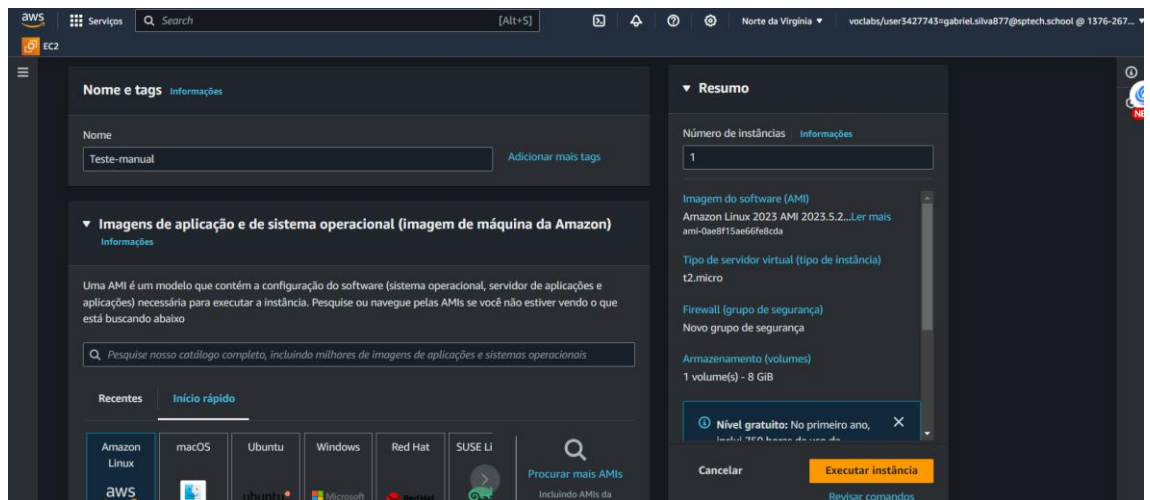 aws
Serviços
Search
[Alt+S]
Norte da Virgínia ▼
voclabs/user3427743=gabriel.silva877@sptech.school @ 1376-267...
EC2
Nome e tags Informações
Nome
Teste-manual
Adicionar mais tags
▼ Imagens de aplicação e de sistema operacional (imagem de máquina da Amazon)
Informações
Uma AMI é um modelo que contém a configuração do software (sistema operacional, servidor de aplicações e
aplicações) necessária para executar a instância. Pesquise ou navegue pelas AMIs se você não estiver vendo o que
está buscando abaixo
Pesquise nosso catálogo completo, incluindo milhares de imagens de aplicações e sistemas operacionais
Recentes
Início rápido
Amazon
Linux
aws
macOS
Ubuntu
ubuntu
Windows
Microsoft
Red Hat
Red Hat
SUSE Li
Procurar mais AMIs
Incluindo AMIs da
▼ Resumo
Número de instâncias Informações
1
Imagem do software (AMI)
Amazon Linux 2023 AMI 2023.5.2...Ler mais
ami-0ae8f15ae66fe8cda
Tipo de servidor virtual (tipo de instância)
t2.micro
Firewall (grupo de segurança)
Novo grupo de segurança
Armazenamento (volumes)
1 volume(s) - 8 GiB
Nível gratuito: No primeiro ano,
inclui 750 horas de uso de
Cancelar
Executar instância
Revisar comandos